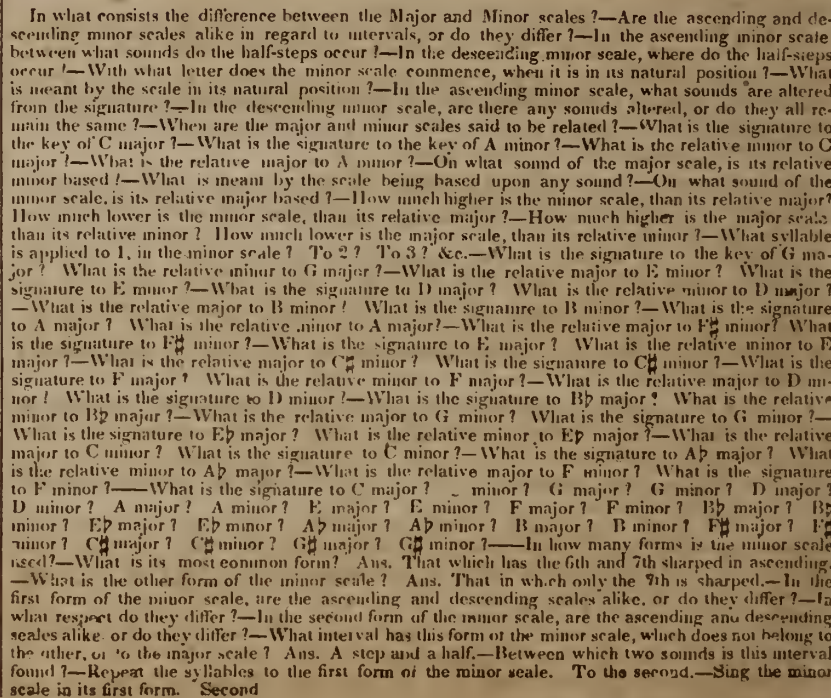 In what consists the difference between the Major and Minor scales ?—Are the ascending and de-
scending minor scales alike in regard to intervals, or do they differ ?—In the ascending minor scale
between what sounds do the half-steps occur ?—In the descending minor scale, where do the half-steps
occur ?—With what letter does the minor scale commence, when it is in its natural position ?—What
is meant by the scale in its natural position ?—In the ascending minor scale, what sounds are altered
from the signature ?—In the descending minor scale, are there any sounds altered, or do they all re-
main the same ?—When are the major and minor scales said to be related ?—What is the signature to
the key of C major ?—What is the signature to the key of A minor ?—What is the relative minor to C
major ?—What is the relative major to A minor ?—On what sound of the major scale, is its relative
minor based ?—What is meant by the scale being based upon any sound ?—On what sound of the
minor scale, is its relative major based ?—How much higher is the minor scale, than its relative major?
How much lower is the minor scale, than its relative major ?—How much higher is the major scale
than its relative minor ? How much lower is the major scale, than its relative minor ?—What syllable
is applied to 1, in the minor scale ? To 2 ? To 3 ? &c.—What is the signature to the key of G ma-
jor ? What is the relative minor to G major ?—What is the relative major to E minor ? What is the
signature to E minor ?—What is the signature to D major ? What is the relative minor to D major ?
—What is the relative major to B minor ? What is the signature to B minor ?—What is the signature
to A major ? What is the relative minor to A major?—What is the relative major to F♯ minor? What
is the signature to F♯ minor ?—What is the signature to E major ? What is the relative minor to E
major ?—What is the relative major to C♯ minor ? What is the signature to C♯ minor ?—What is the
signature to F major ? What is the relative minor to F major ?—What is the relative major to D mi-
nor ? What is the signature to D minor ?—What is the signature to B♭ major ? What is the relative
minor to B♭ major ?—What is the relative major to G minor ? What is the signature to G minor ?—
What is the signature to E♭ major ? What is the relative minor to E♭ major ?—What is the relative
major to C minor ? What is the signature to C minor ?—What is the signature to A♭ major ? What
is the relative minor to A♭ major ?—What is the relative major to F minor ? What is the signature
to F minor ?——What is the signature to C major ? minor ? G major ? G minor ? D major ?
D minor ? A major ? A minor ? E major ? E minor ? F major ? F minor ? B♭ major ? B♭
minor ? E♭ major ? E♭ minor ? A♭ major ? A♭ minor ? B major ? B minor ? F♯ major ? F♯
minor ? C♯ major ? C♯ minor ? G♯ major ? G♯ minor ?——In how many forms is the minor scale
used?—What is its most common form? Ans. That which has the 6th and 7th sharped in ascending.
—What is the other form of the minor scale ? Ans. That in which only the 7th is sharped.—In the
first form of the minor scale, are the ascending and descending scales alike, or do they differ ?—In
what respect do they differ ?—In the second form of the minor scale, are the ascending and descending
scales alike or do they differ ?—What interval has this form of the minor scale, which does not belong to
the other, or to the major scale ? Ans. A step and a half.—Between which two sounds is this interval
found ?—Repeat the syllables to the first form of the minor scale. To the second.—Sing the minor
scale in its first form. Second